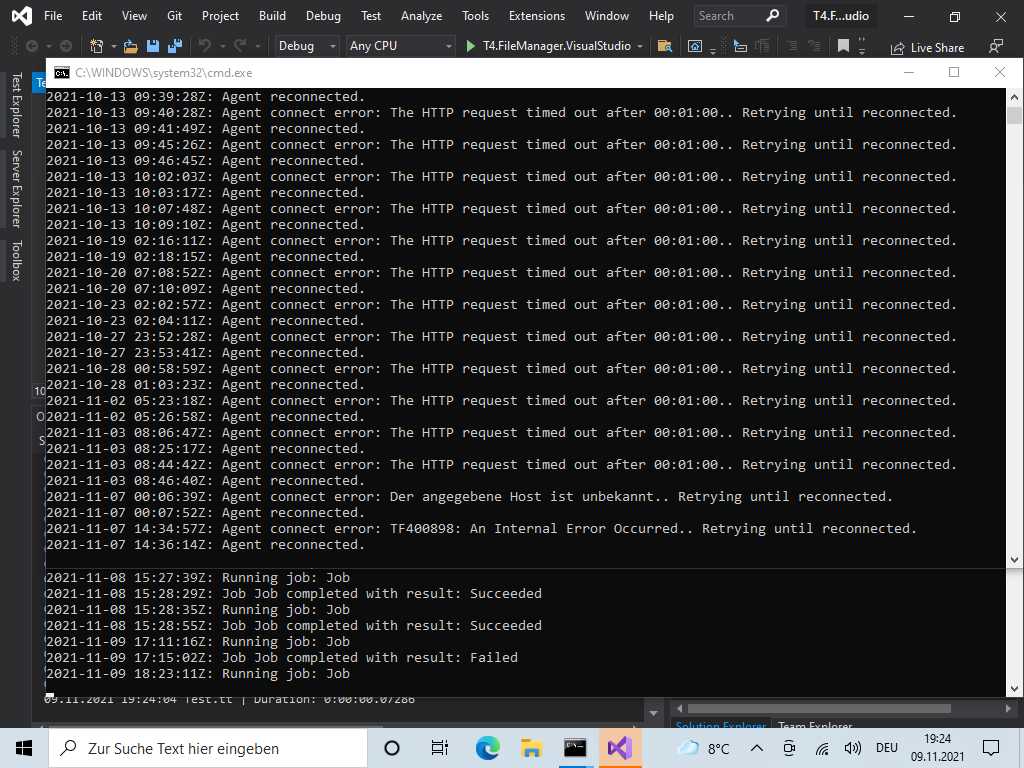 File Edit View Git Project Build Debug Test Analyze Tools Extensions Window Help Search T4.F...udio
Debug Any CPU T4.FileManager.VisualStudio Live Share
C:\WINDOWS\system32\cmd.exe
Test Explorer
Server Explorer
Toolbox
Te
10
2021-10-13 09:39:28Z: Agent reconnected.
2021-10-13 09:40:28Z: Agent connect error: The HTTP request timed out after 00:01:00.. Retrying until reconnected.
2021-10-13 09:41:49Z: Agent reconnected.
2021-10-13 09:45:26Z: Agent connect error: The HTTP request timed out after 00:01:00.. Retrying until reconnected.
2021-10-13 09:46:45Z: Agent reconnected.
2021-10-13 10:02:03Z: Agent connect error: The HTTP request timed out after 00:01:00.. Retrying until reconnected.
2021-10-13 10:03:17Z: Agent reconnected.
2021-10-13 10:07:48Z: Agent connect error: The HTTP request timed out after 00:01:00.. Retrying until reconnected.
2021-10-13 10:09:10Z: Agent reconnected.
2021-10-19 02:16:11Z: Agent connect error: The HTTP request timed out after 00:01:00.. Retrying until reconnected.
2021-10-19 02:18:15Z: Agent reconnected.
2021-10-20 07:08:52Z: Agent connect error: The HTTP request timed out after 00:01:00.. Retrying until reconnected.
2021-10-20 07:10:09Z: Agent reconnected.
2021-10-23 02:02:57Z: Agent connect error: The HTTP request timed out after 00:01:00.. Retrying until reconnected.
2021-10-23 02:04:11Z: Agent reconnected.
2021-10-27 23:52:28Z: Agent connect error: The HTTP request timed out after 00:01:00.. Retrying until reconnected.
2021-10-27 23:53:41Z: Agent reconnected.
2021-10-28 00:58:59Z: Agent connect error: The HTTP request timed out after 00:01:00.. Retrying until reconnected.
2021-10-28 01:03:23Z: Agent reconnected.
2021-11-02 05:23:18Z: Agent connect error: The HTTP request timed out after 00:01:00.. Retrying until reconnected.
2021-11-02 05:26:58Z: Agent reconnected.
2021-11-03 08:06:47Z: Agent connect error: The HTTP request timed out after 00:01:00.. Retrying until reconnected.
2021-11-03 08:25:17Z: Agent reconnected.
2021-11-03 08:44:42Z: Agent connect error: The HTTP request timed out after 00:01:00.. Retrying until reconnected.
2021-11-03 08:46:40Z: Agent reconnected.
2021-11-07 00:06:39Z: Agent connect error: Der angegebene Host ist unbekannt.. Retrying until reconnected.
2021-11-07 00:07:52Z: Agent reconnected.
2021-11-07 14:34:57Z: Agent connect error: TF400898: An Internal Error Occurred.. Retrying until reconnected.
2021-11-07 14:36:14Z: Agent reconnected.
2021-11-08 15:27:39Z: Running job: Job
2021-11-08 15:28:29Z: Job Job completed with result: Succeeded
2021-11-08 15:28:35Z: Running job: Job
2021-11-08 15:28:55Z: Job Job completed with result: Succeeded
2021-11-09 17:11:16Z: Running job: Job
2021-11-09 17:15:02Z: Job Job completed with result: Failed
2021-11-09 18:23:11Z: Running job: Job
09.11.2021 19:24:04 Test.tt | Duration: 0:00:00.07286
Solution Explorer Team Explorer
Zur Suche Text hier eingeben 8°C DEU 19:24
09.11.2021